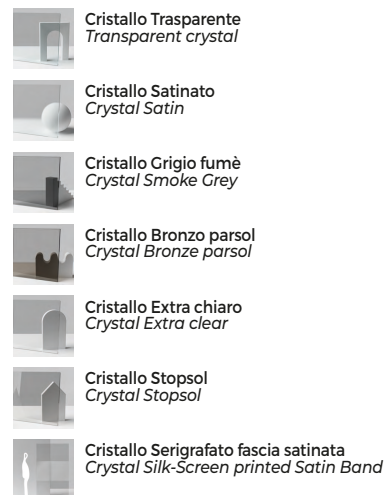 Cristallo Trasparente
Transparent crystal
Cristallo Satinato
Crystal Satin
Cristallo Grigio fumè
Crystal Smoke Grey
Cristallo Bronzo parsol
Crystal Bronze parsol
Cristallo Extra chiaro
Crystal Extra clear
Cristallo Stopsol
Crystal Stopsol
Cristallo Serigrafato fascia satinata
Crystal Silk-Screen printed Satin Band